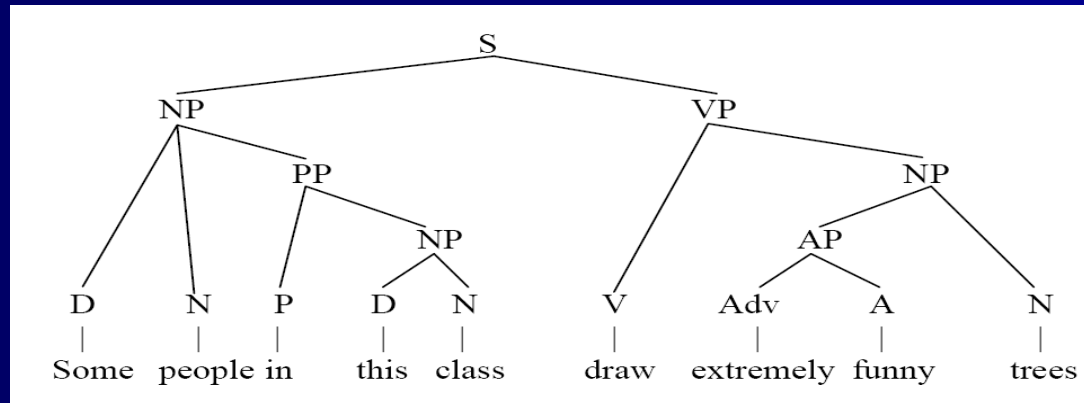 S
NP VP
PP NP
NP AP
D N P D N V Adv A N
Some people in this class draw extremely funny trees